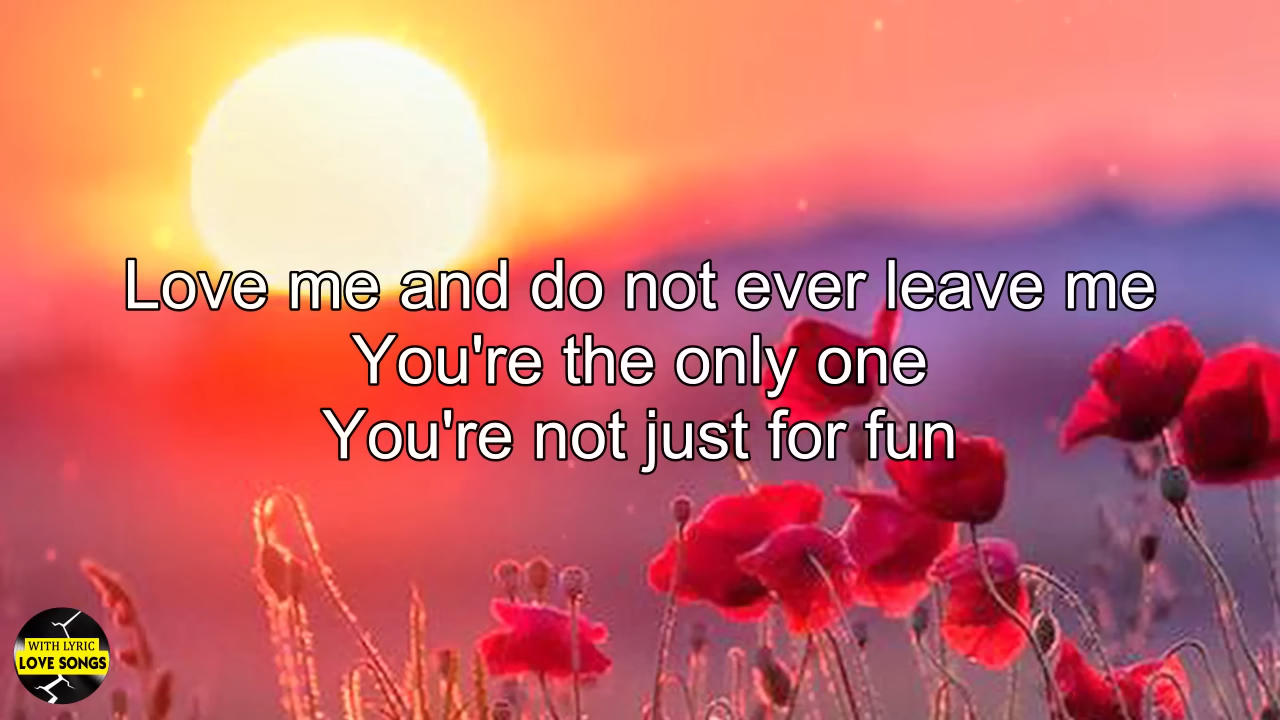 Love me and do not ever leave me
You're the only one
You're not just for fun
WITH LYRIC
LOVE SONGS